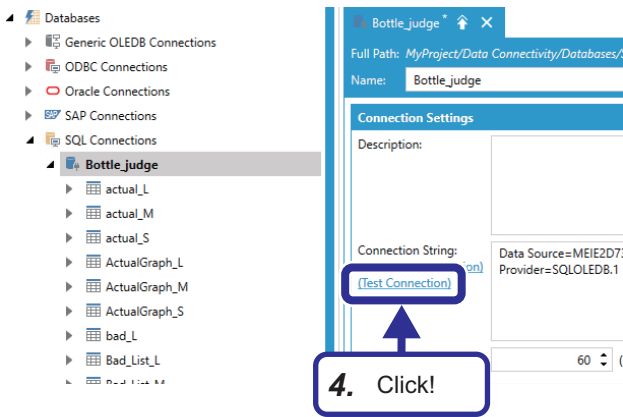 Databases
Generic OLEDB Connections
ODBC Connections
Oracle Connections
SAP Connections
SQL Connections
Bottle_judge
actual_L
actual_M
actual_S
ActualGraph_L
ActualGraph_M
ActualGraph_S
bad_L
Bad_List_L
Bottle_judge*
Full Path: MyProject/Data Connectivity/Databases/
Name: Bottle_judge
Connection Settings
Description:
Connection String:
Data Source=MEIE2D73
on)
Provider=SQLOLEDB.1
(Test Connection)
60 (
4. Click!